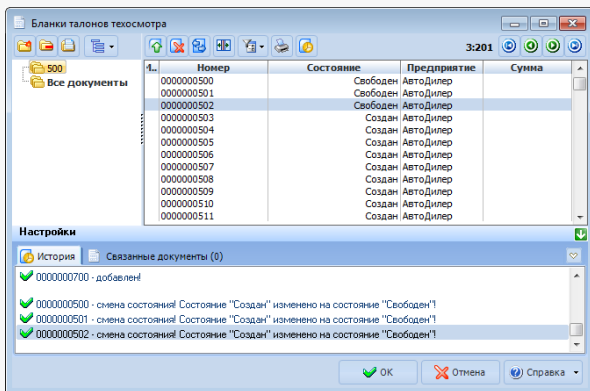 Бланки талонов техосмотра
3:201
500
Все документы
Номер Состояние Предприятие Сумма
0000000500 Свободен АвтоДилер
0000000501 Свободен АвтоДилер
0000000502 Свободен АвтоДилер
0000000503 Создан АвтоДилер
0000000504 Создан АвтоДилер
0000000505 Создан АвтоДилер
0000000506 Создан АвтоДилер
0000000507 Создан АвтоДилер
0000000508 Создан АвтоДилер
0000000509 Создан АвтоДилер
0000000510 Создан АвтоДилер
0000000511 Создан АвтоДилер
Настройки
История Связанные документы (0)
0000000700 - добавлен!
0000000500 - смена состояния! Состояние "Создан" изменено на состояние "Свободен"!
0000000501 - смена состояния! Состояние "Создан" изменено на состояние "Свободен"!
0000000502 - смена состояния! Состояние "Создан" изменено на состояние "Свободен"!
ОК Отмена Справка